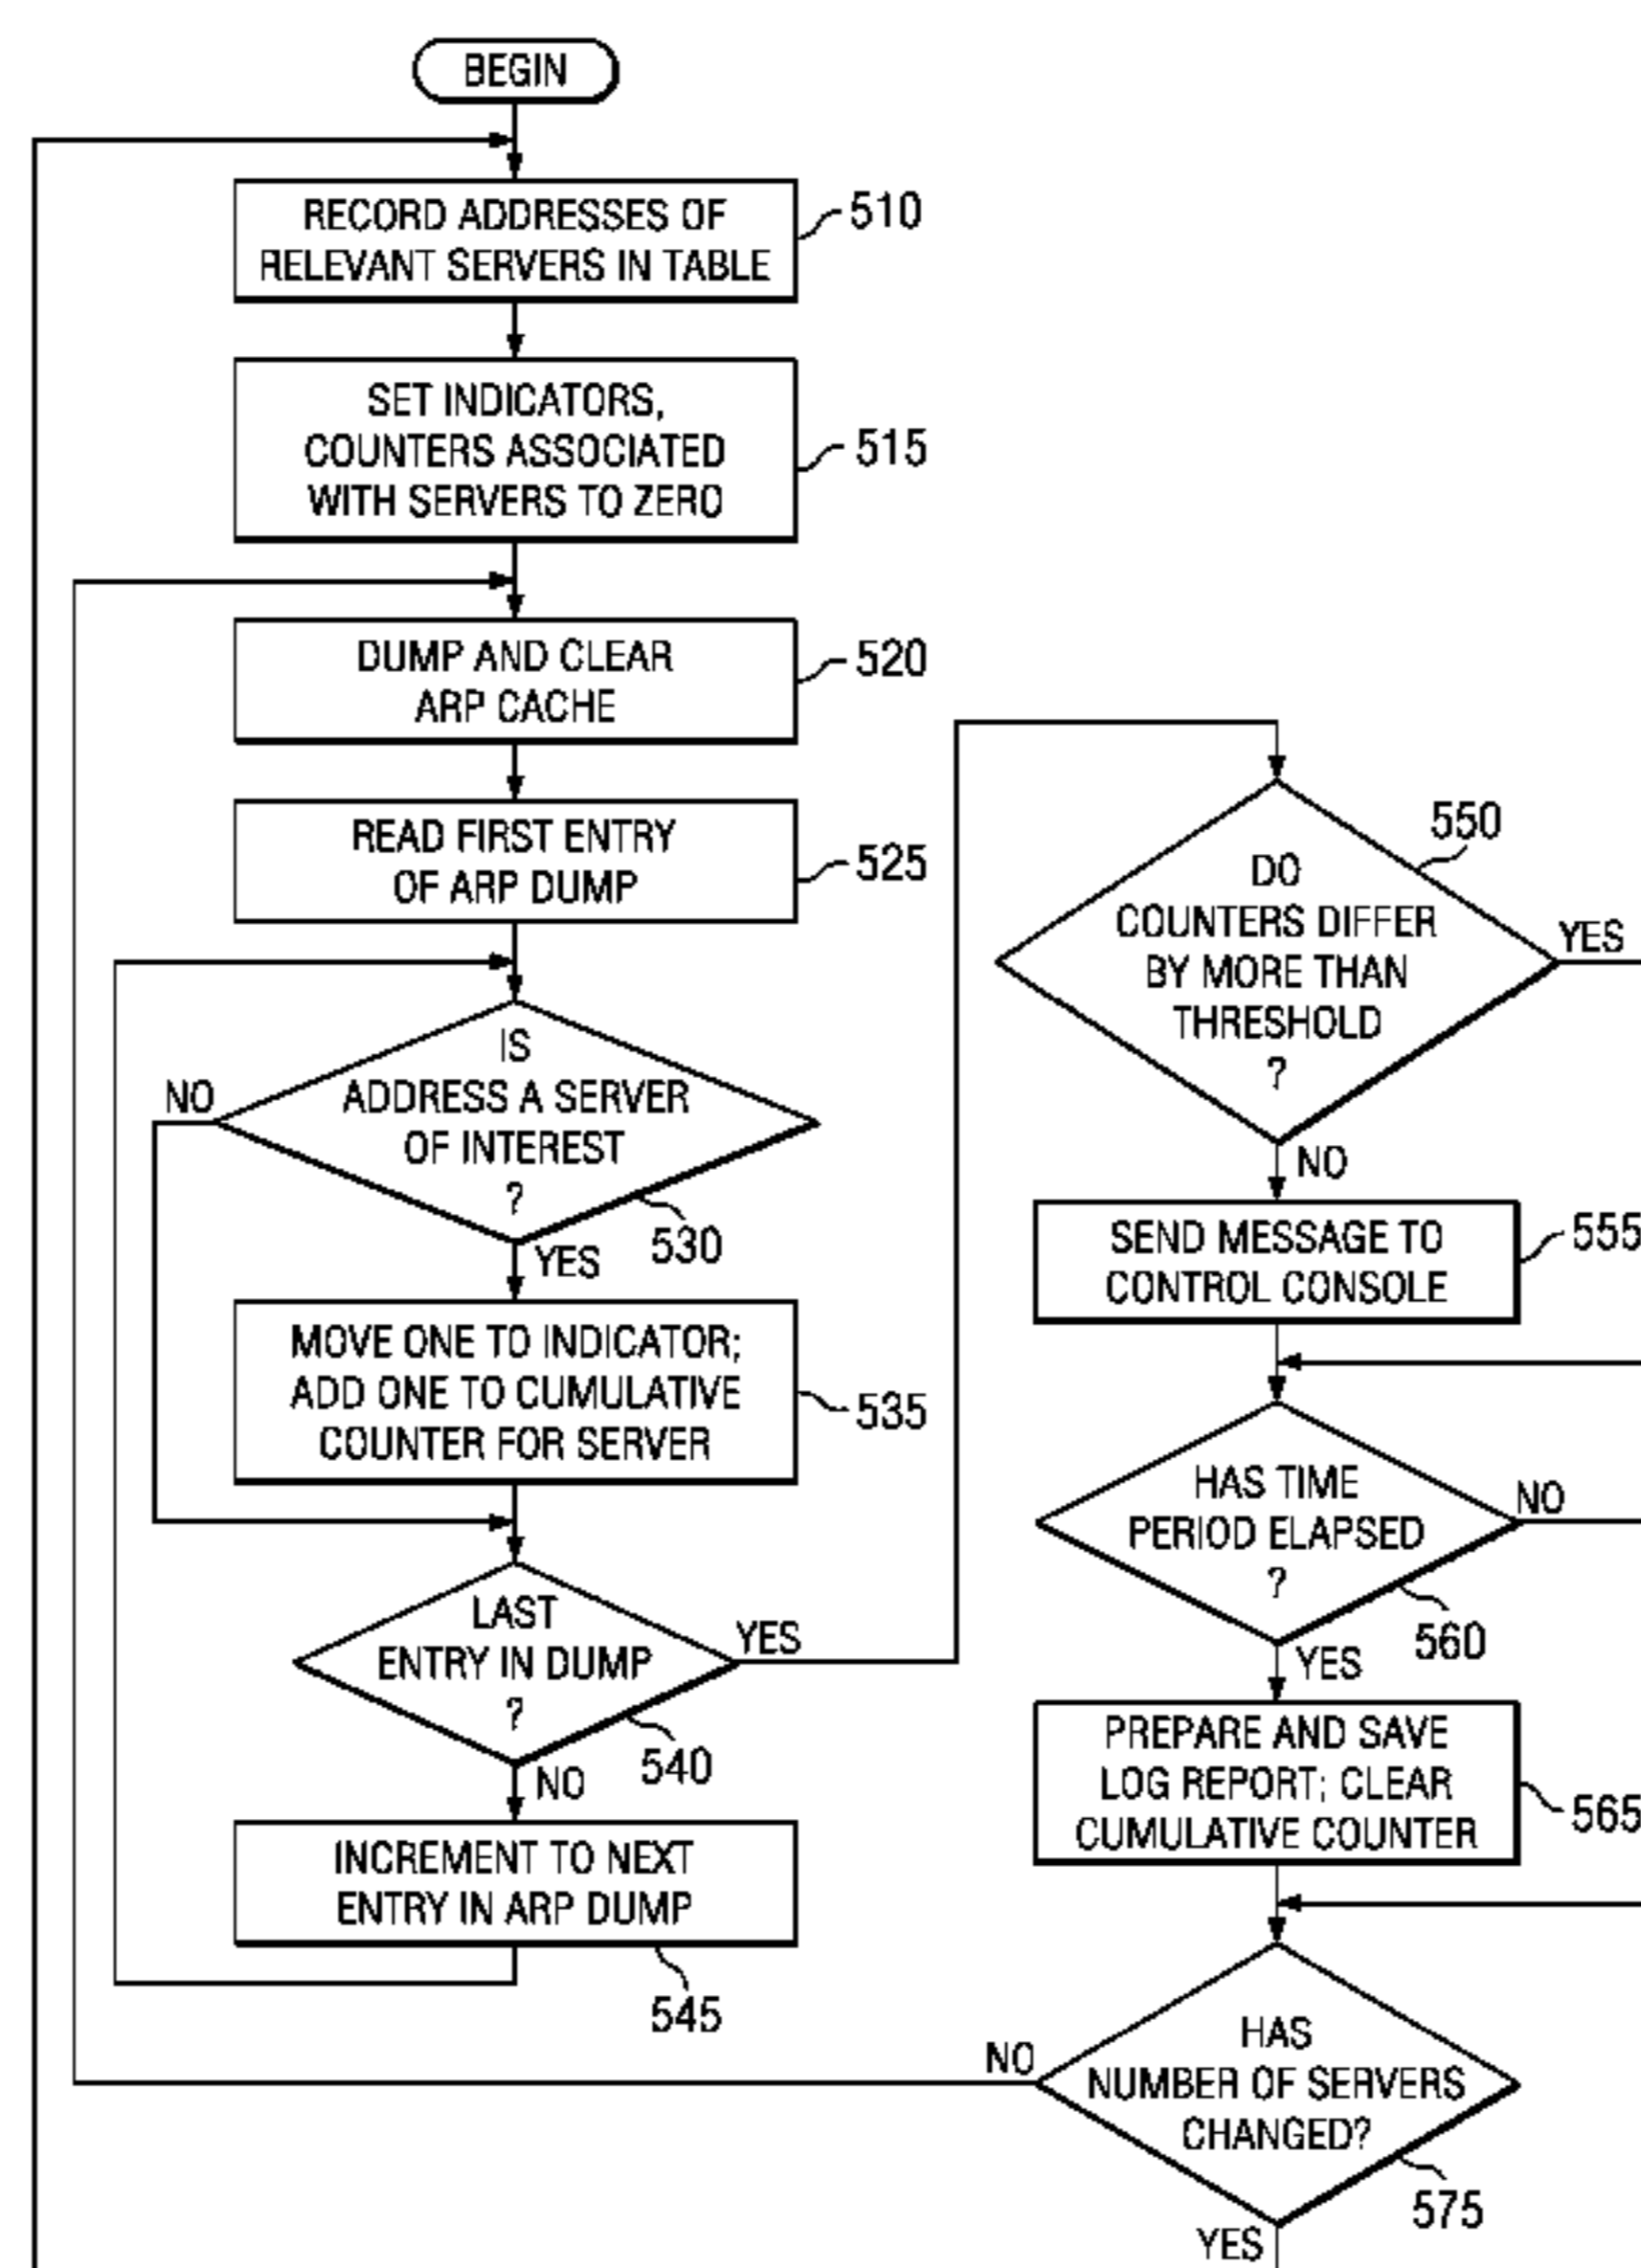 BEGIN
RECORD ADDRESSES OF
RELEVANT SERVERS IN TABLE
510
SET INDICATORS,
COUNTERS ASSOCIATED
WITH SERVERS TO ZERO
515
DUMP AND CLEAR
ARP CACHE
520
READ FIRST ENTRY
OF ARP DUMP
525
IS
ADDRESS A SERVER
OF INTEREST
?
NO
530
YES
MOVE ONE TO INDICATOR;
ADD ONE TO CUMULATIVE
COUNTER FOR SERVER
535
LAST
ENTRY IN DUMP
?
YES
540
NO
INCREMENT TO NEXT
ENTRY IN ARP DUMP
545
550
DO
COUNTERS DIFFER
BY MORE THAN
THRESHOLD
?
YES
NO
SEND MESSAGE TO
CONTROL CONSOLE
555
HAS TIME
PERIOD ELAPSED
?
NO
560
YES
PREPARE AND SAVE
LOG REPORT; CLEAR
CUMULATIVE COUNTER
565
HAS
NUMBER OF SERVERS
CHANGED?
NO
575
YES